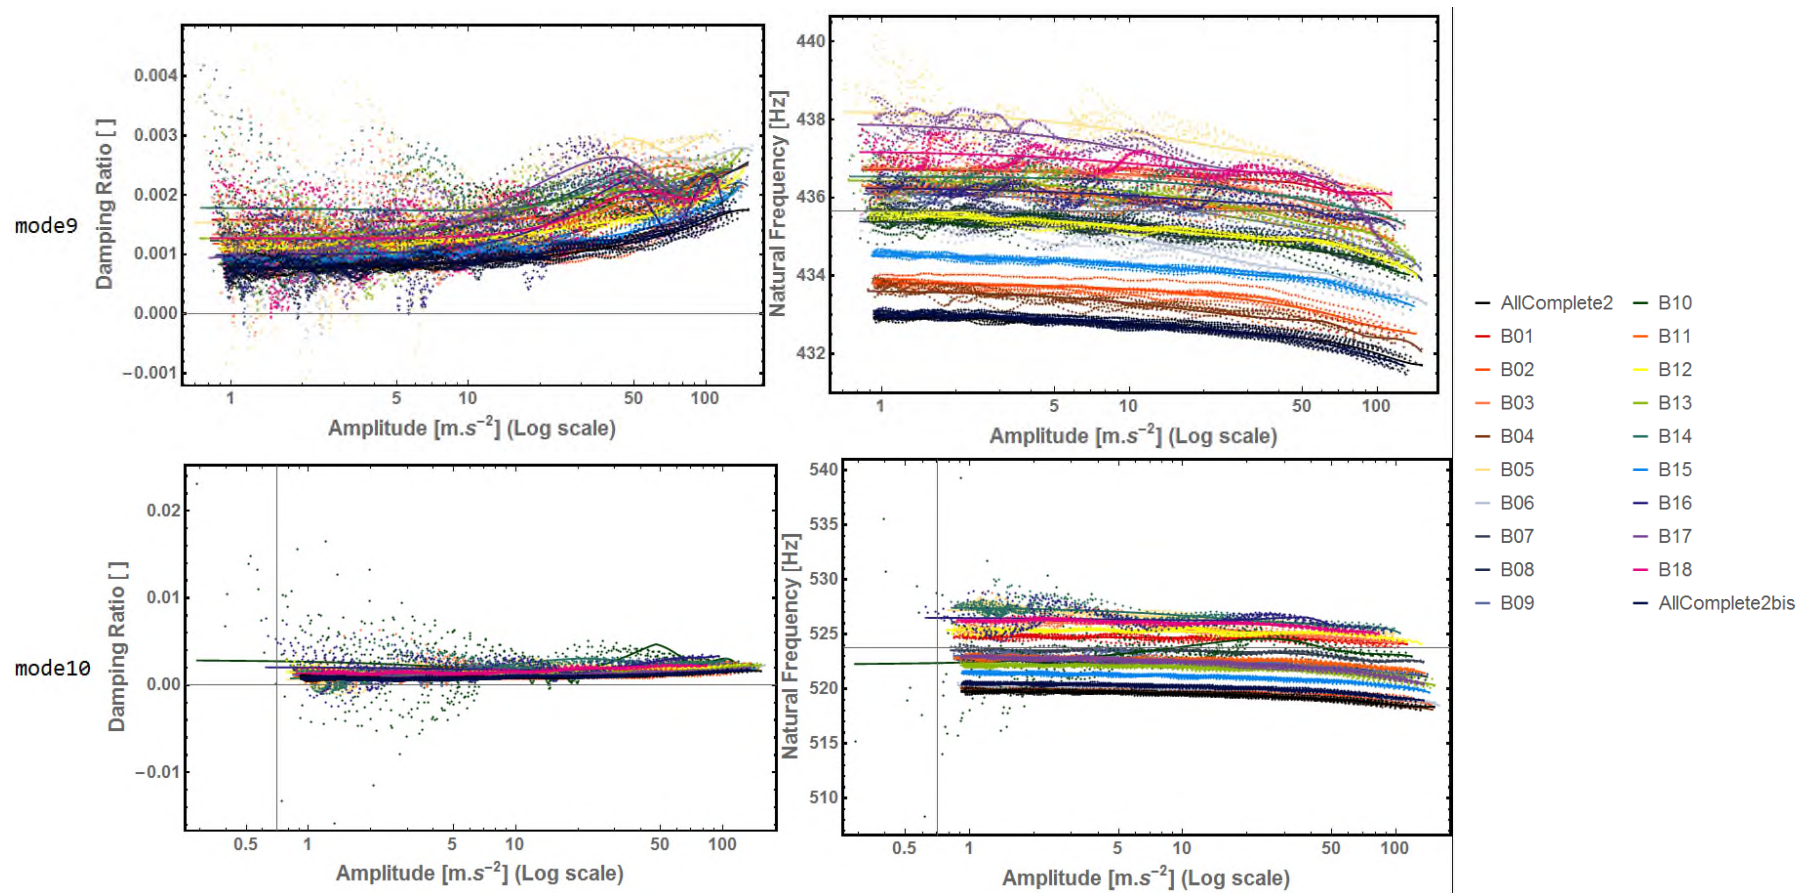 mode9
Damping Ratio [ ]
0.004
0.003
0.002
0.001
0.000
−0.001
1
5
10
50
100
Amplitude [m.s⁻²] (Log scale)
Natural Frequency [Hz]
440
438
436
434
432
1
5
10
50
100
Amplitude [m.s⁻²] (Log scale)
mode10
Damping Ratio [ ]
0.02
0.01
0.00
−0.01
0.5
1
5
10
50
100
Amplitude [m.s⁻²] (Log scale)
Natural Frequency [Hz]
540
535
530
525
520
515
510
0.5
1
5
10
50
100
Amplitude [m.s⁻²] (Log scale)
AllComplete2
B01
B02
B03
B04
B05
B06
B07
B08
B09
B10
B11
B12
B13
B14
B15
B16
B17
B18
AllComplete2bis